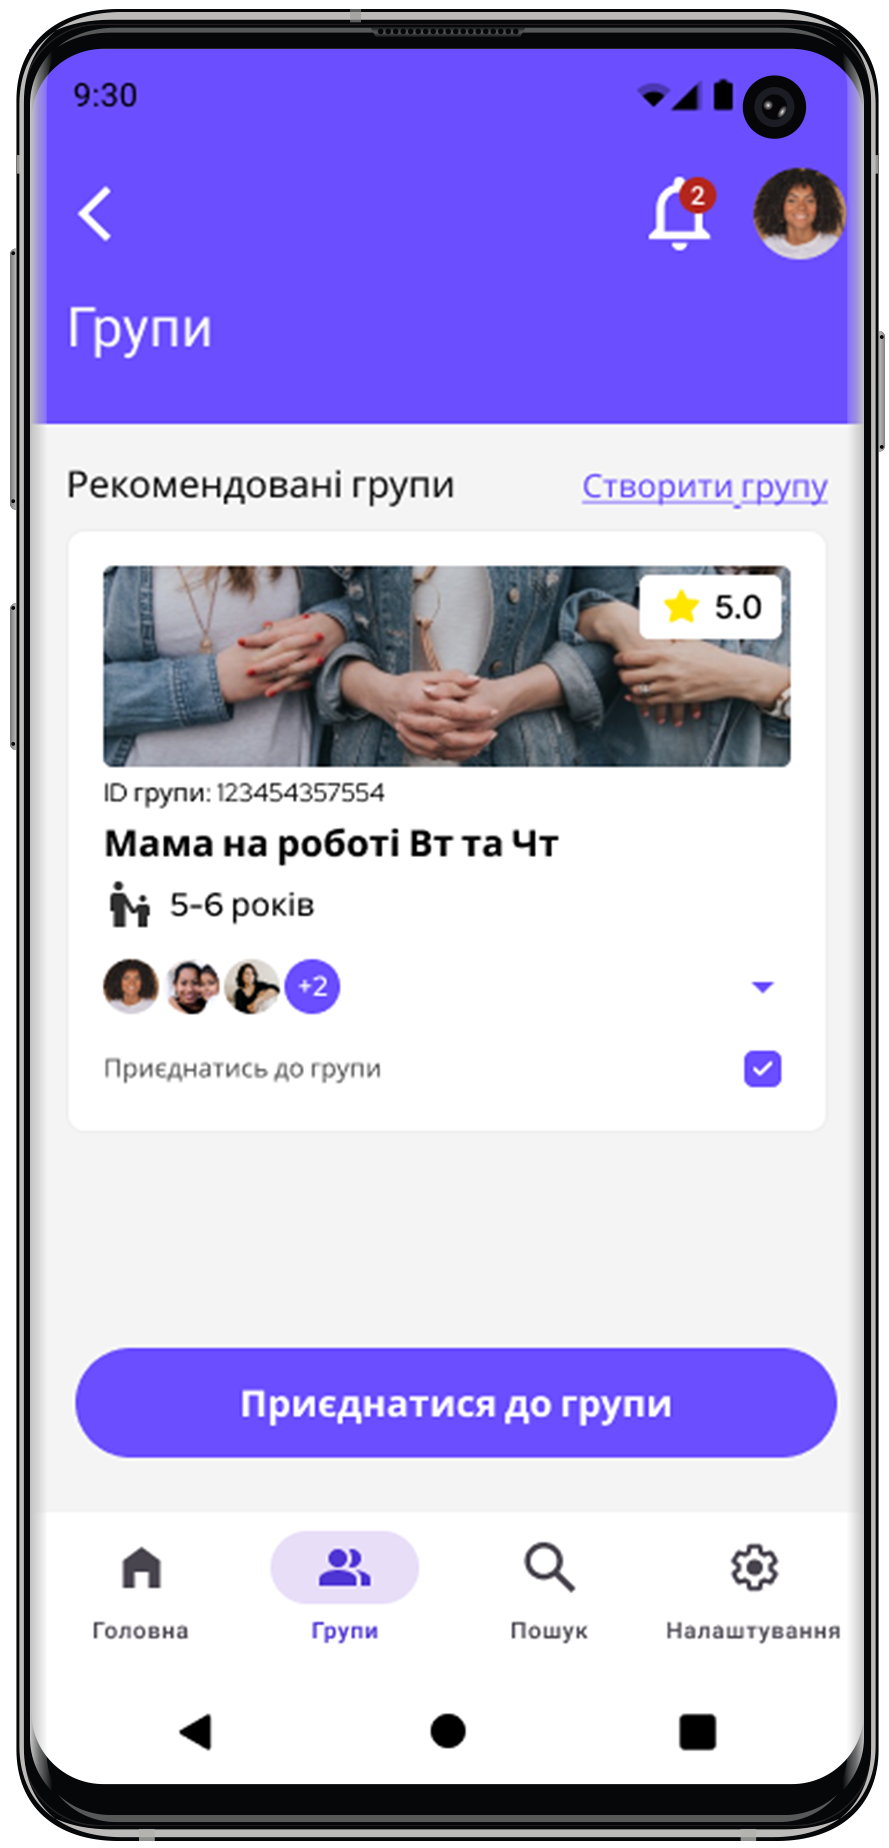 9:30
2
Групи
Рекомендовані групи
Створити групу
5.0
ID групи: 123454357554
Мама на роботі Вт та Чт
5-6 років
+2
Приєднатись до групи
Приєднатися до групи
Головна
Групи
Пошук
Налаштування